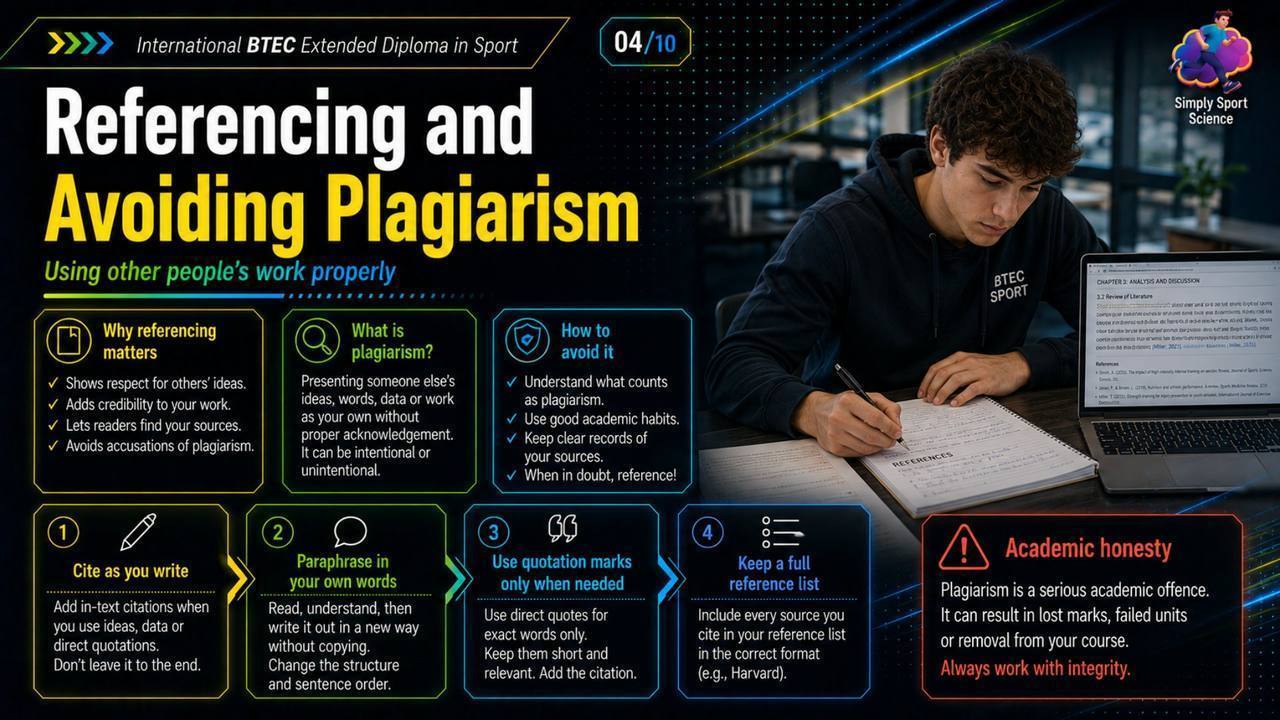 International BTEC Extended Diploma in Sport
04/10
Simply Sport
Science
Referencing and
Avoiding Plagiarism
Using other people's work properly
BTEC
SPORT
CHAPTER 3: ANALYSIS AND DISCUSSION
3.2 Review of Literature
References
REFERENCES
Why referencing
matters
✓ Shows respect for others' ideas.
✓ Adds credibility to your work.
✓ Lets readers find your sources.
✓ Avoids accusations of plagiarism.
What is
plagiarism?
Presenting someone else's
ideas, words, data or work
as your own without
proper acknowledgement.
It can be intentional or
unintentional.
How to
avoid it
✓ Understand what counts
as plagiarism.
✓ Use good academic habits.
✓ Keep clear records of
your sources.
✓ When in doubt, reference!
1
Cite as you write
Add in-text citations when
you use ideas, data or
direct quotations.
Don't leave it to the end.
2
Paraphrase in
your own words
Read, understand, then
write it out in a new way
without copying.
Change the structure
and sentence order.
3
Use quotation marks
only when needed
Use direct quotes for
exact words only.
Keep them short and
relevant. Add the citation.
4
Keep a full
reference list
Include every source you
cite in your reference list
in the correct format
(e.g., Harvard).
Academic honesty
Plagiarism is a serious academic offence.
It can result in lost marks, failed units
or removal from your course.
Always work with integrity.